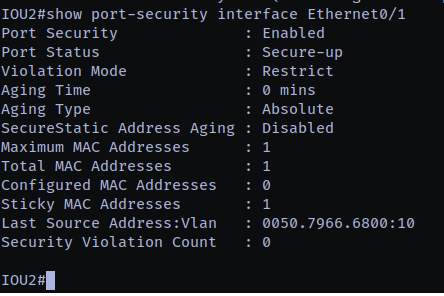 IOU2#show port-security interface Ethernet0/1
Port Security              : Enabled
Port Status                : Secure-up
Violation Mode             : Restrict
Aging Time                 : 0 mins
Aging Type                 : Absolute
SecureStatic Address Aging : Disabled
Maximum MAC Addresses      : 1
Total MAC Addresses        : 1
Configured MAC Addresses   : 0
Sticky MAC Addresses       : 1
Last Source Address:Vlan   : 0050.7966.6800:10
Security Violation Count   : 0
IOU2#